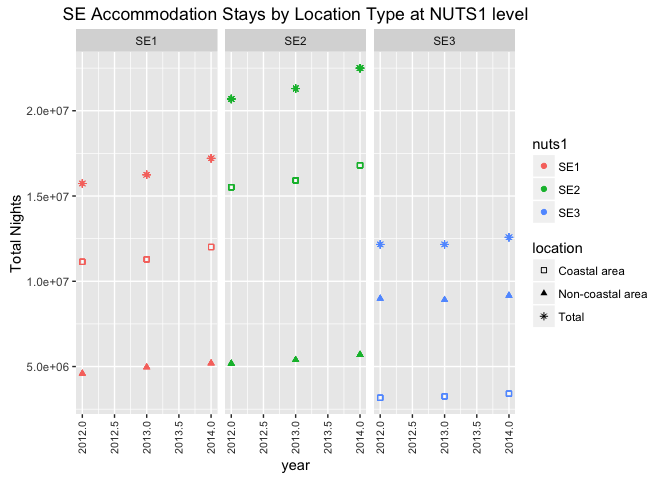 SE Accommodation Stays by Location Type at NUTS1 level
SE1 SE2 SE3
Total Nights
2.0e+07
1.5e+07
1.0e+07
5.0e+06
2012.0 2012.5 2013.0 2013.5 2014.0 2012.0 2012.5 2013.0 2013.5 2014.0 2012.0 2012.5 2013.0 2013.5 2014.0
year
nuts1
SE1
SE2
SE3
location
Coastal area
Non-coastal area
Total